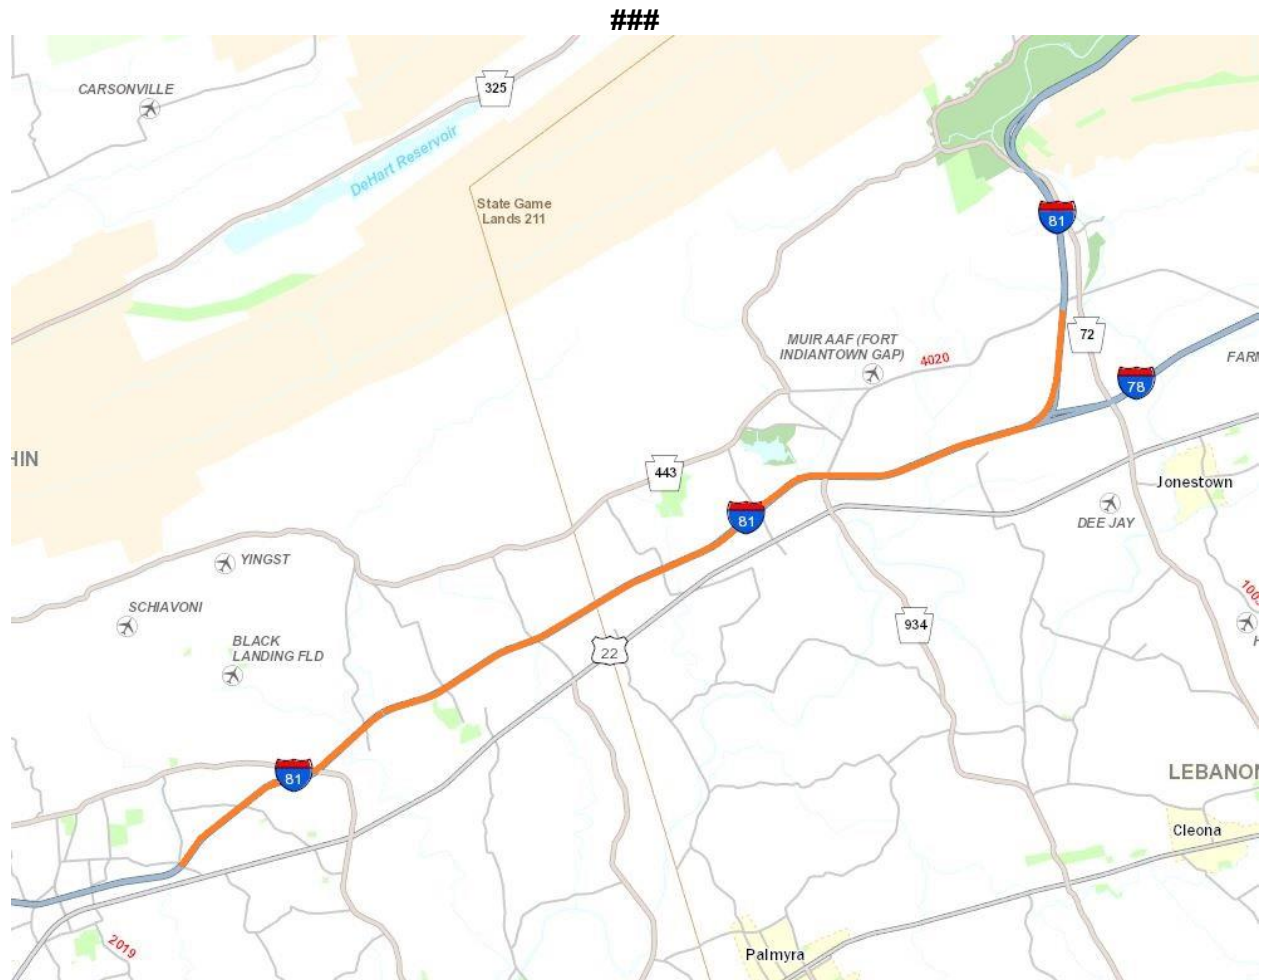 ###
CARSONVILLE
325
DeHart Reservoir
State Game
Lands 211
81
MUIR AAF (FORT
INDIANTOWN GAP)
4020
72
78
FARM
HIN
443
81
Jonestown
DEE JAY
YINGST
SCHIAVONI
BLACK
LANDING FLD
934
22
100
H
81
LEBANON
Cleona
2019
Palmyra